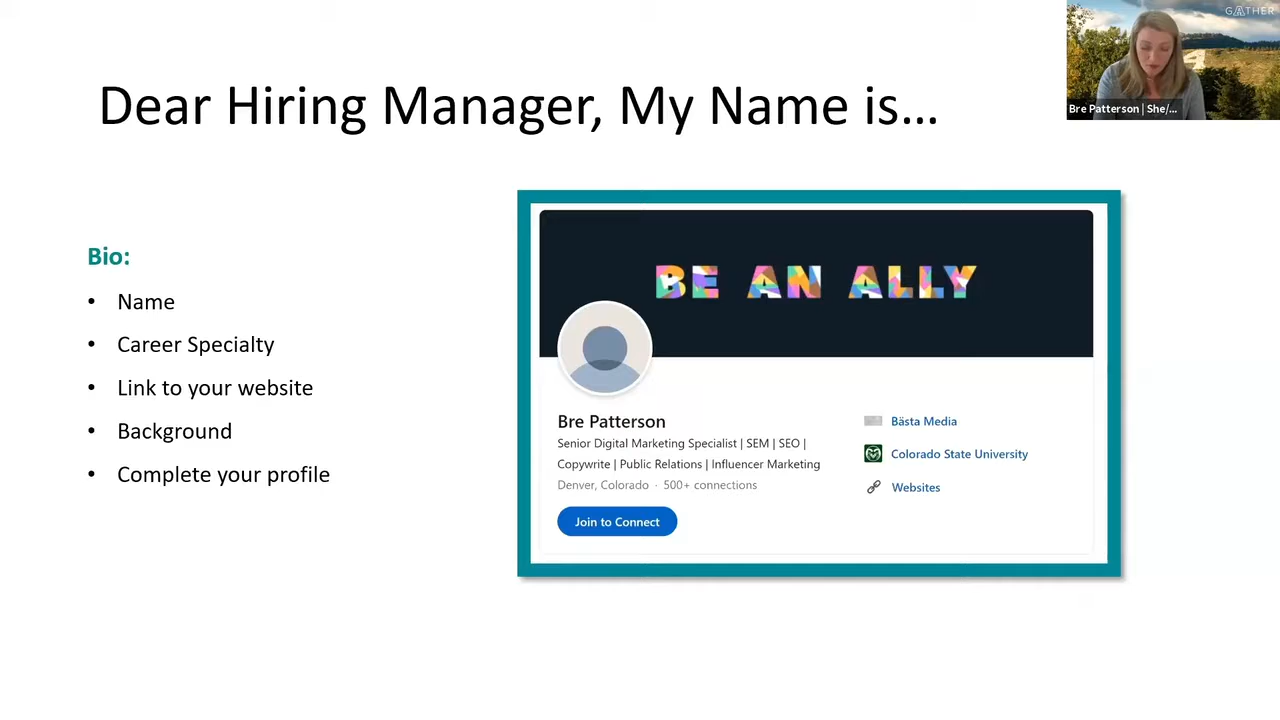 GATHER
Bre Patterson | She/...
Dear Hiring Manager, My Name is...
Bio:
• Name
• Career Specialty
• Link to your website
• Background
• Complete your profile
BE AN ALLY
Bre Patterson
Senior Digital Marketing Specialist | SEM | SEO |
Copywrite | Public Relations | Influencer Marketing
Denver, Colorado · 500+ connections
Join to Connect
Bästa Media
Colorado State University
Websites